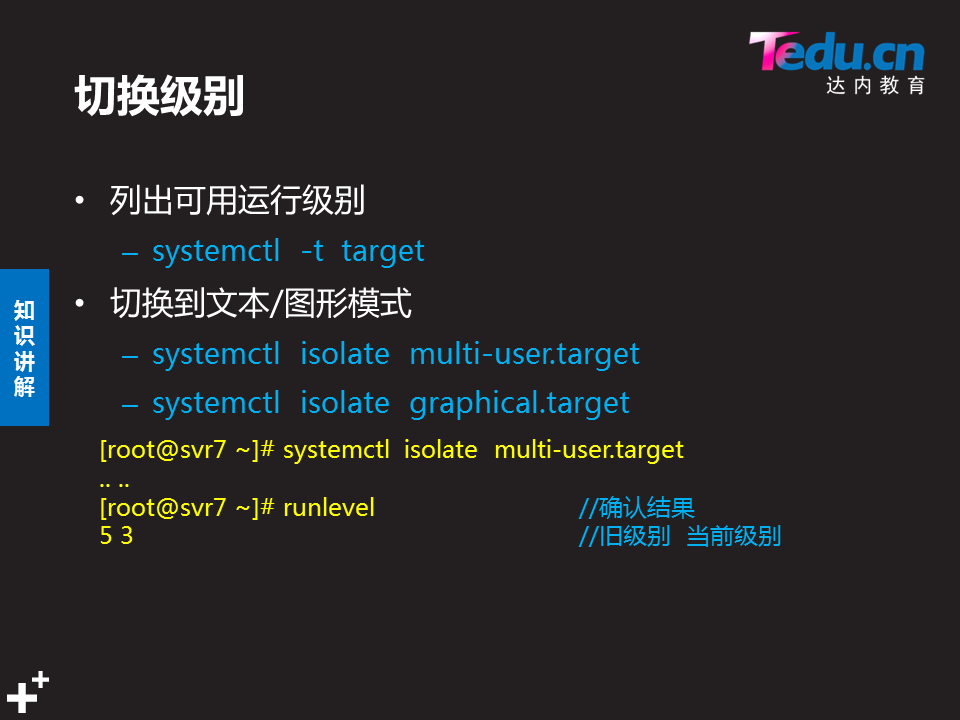 Tedu.cn
达内教育
切换级别
• 列出可用运行级别
– systemctl -t target
• 切换到文本/图形模式
– systemctl isolate multi-user.target
– systemctl isolate graphical.target
知识讲解
[root@svr7 ~]# systemctl isolate multi-user.target
.. ..
[root@svr7 ~]# runlevel //确认结果
5 3 //旧级别 当前级别